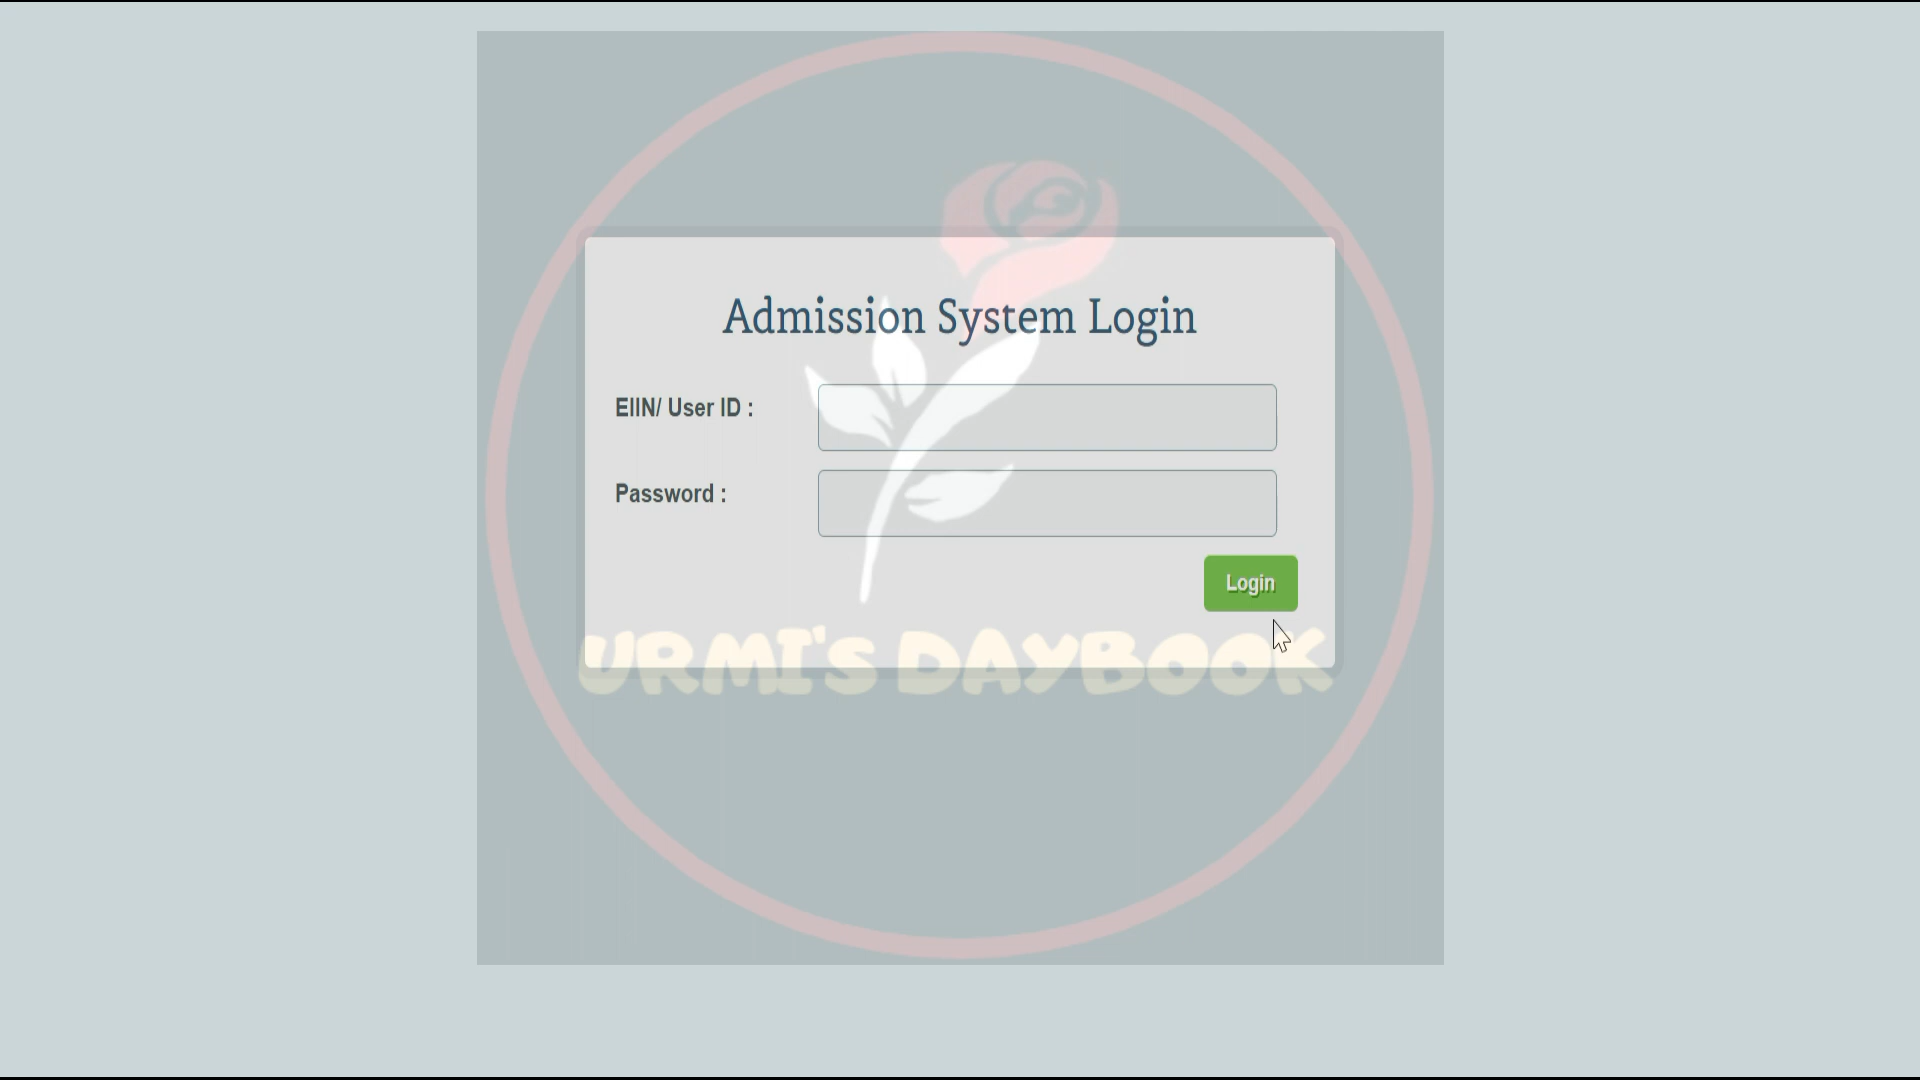 Admission System Login
EIIN/ User ID :
Password :
Login
URMI's DAYBOOK